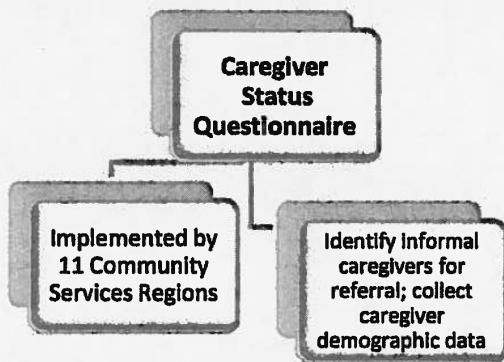 Caregiver
Status
Questionnaire
Implemented by
11 Community
Services Regions
Identify informal
caregivers for
referral; collect
caregiver
demographic data